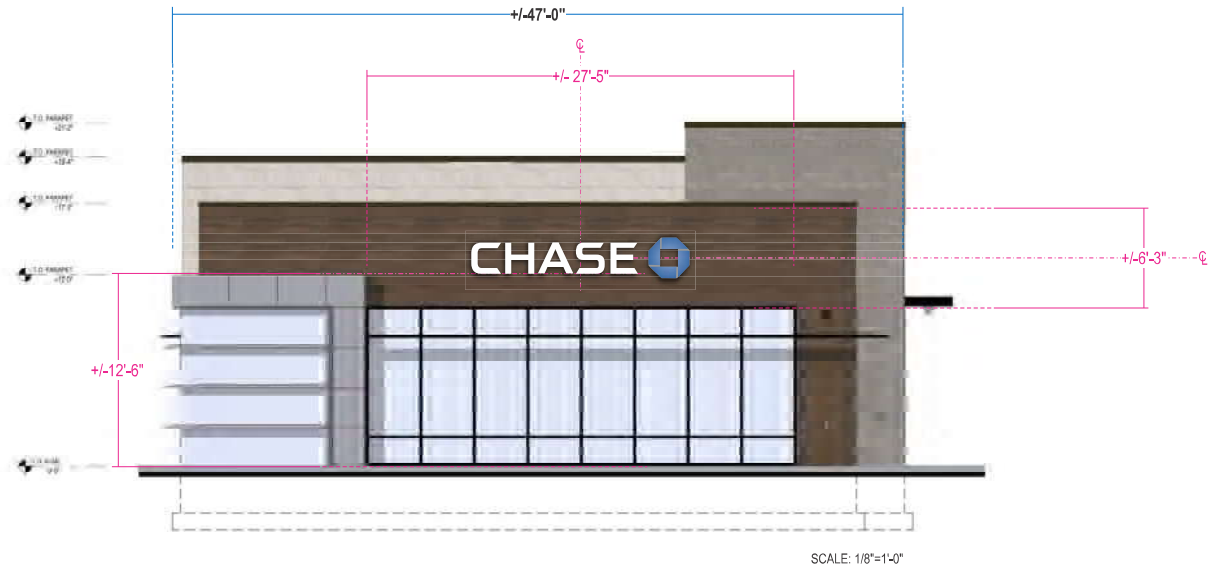 +/-47'-0"
℄
+/- 27'-5"
T.O. PARAPET
T.O. PARAPET
T.O. PARAPET
CHASE
+/-6'-3"
℄
T.O. PARAPET
+/-12'-6"
SCALE: 1/8"=1'-0"